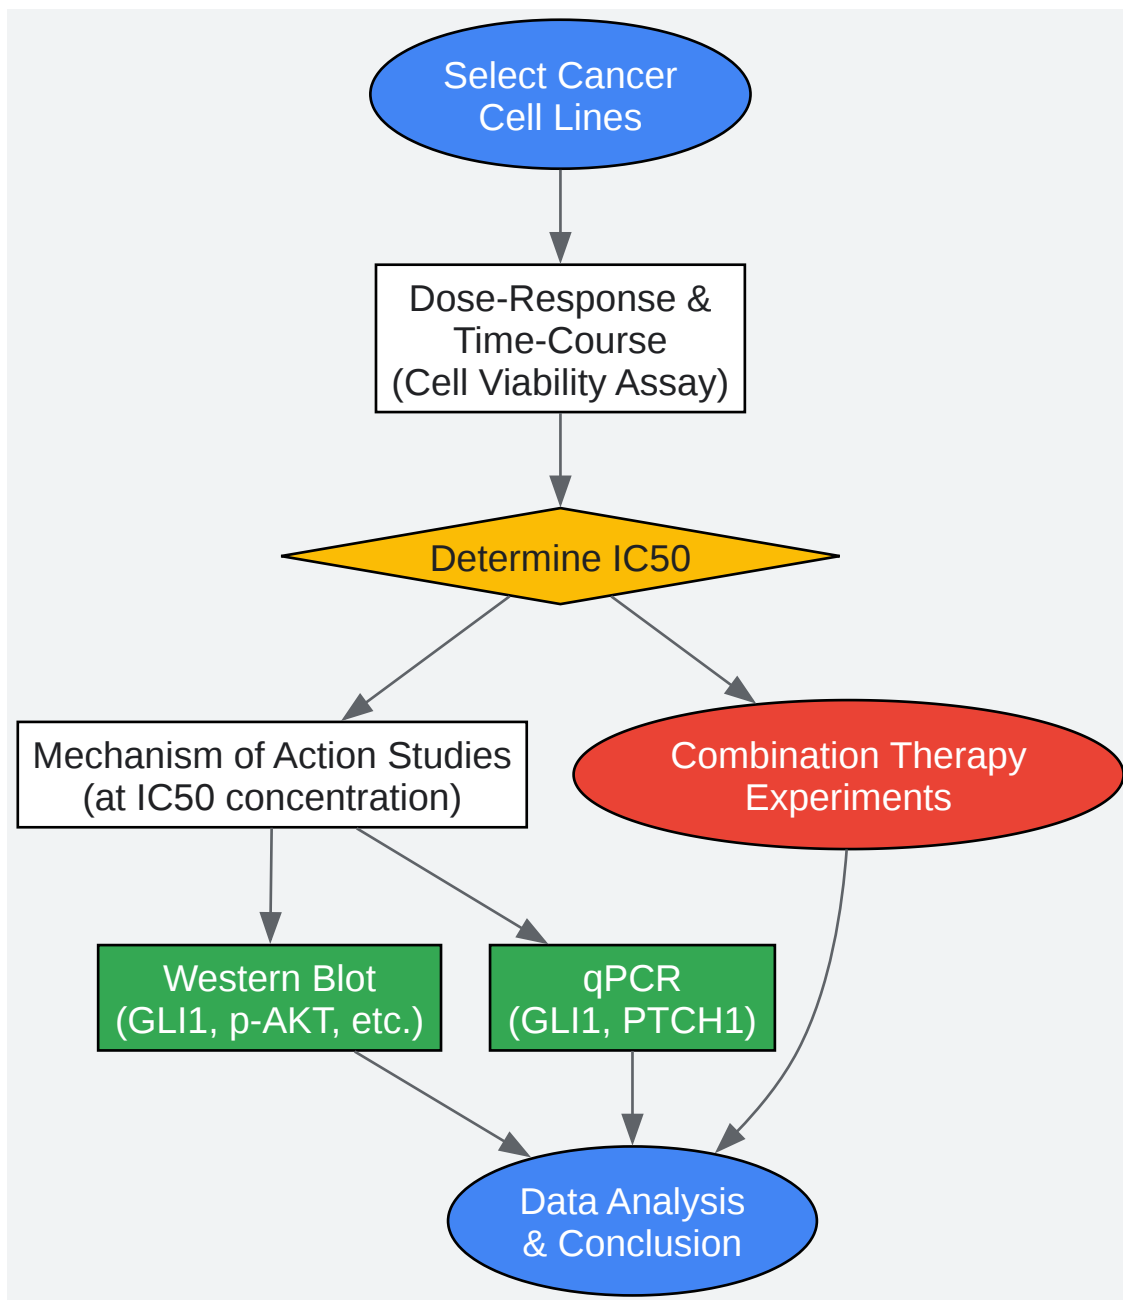 Select Cancer
Cell Lines
Dose-Response &
Time-Course
(Cell Viability Assay)
Determine IC50
Mechanism of Action Studies
(at IC50 concentration)
Combination Therapy
Experiments
Western Blot
(GLI1, p-AKT, etc.)
qPCR
(GLI1, PTCH1)
Data Analysis
& Conclusion